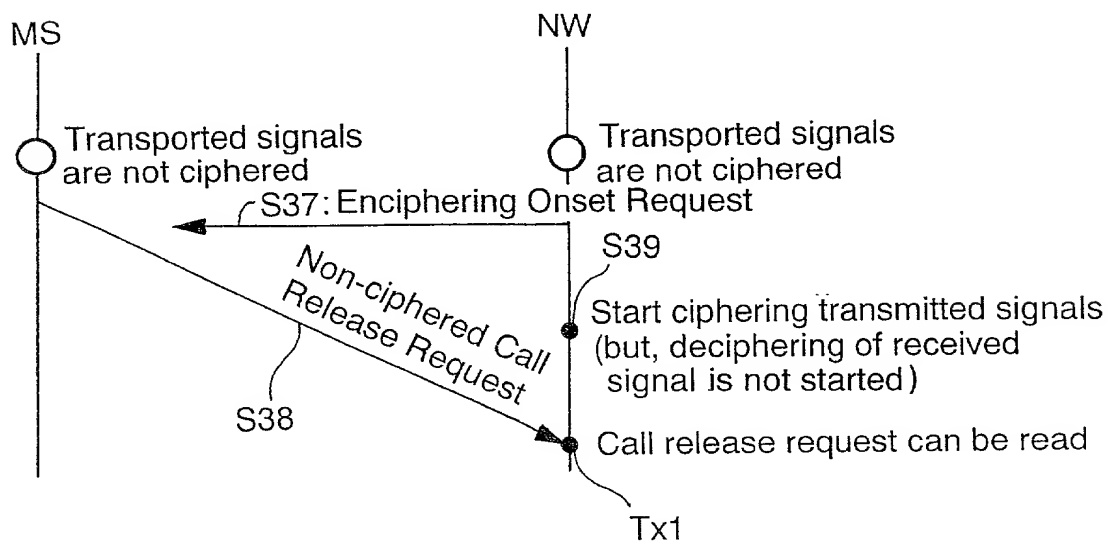 MS
NW
Transported signals
are not ciphered
Transported signals
are not ciphered
S37: Enciphering Onset Request
S39
Non-ciphered Call
Release Request
Start ciphering transmitted signals
(but, deciphering of received
signal is not started)
S38
Call release request can be read
Tx1